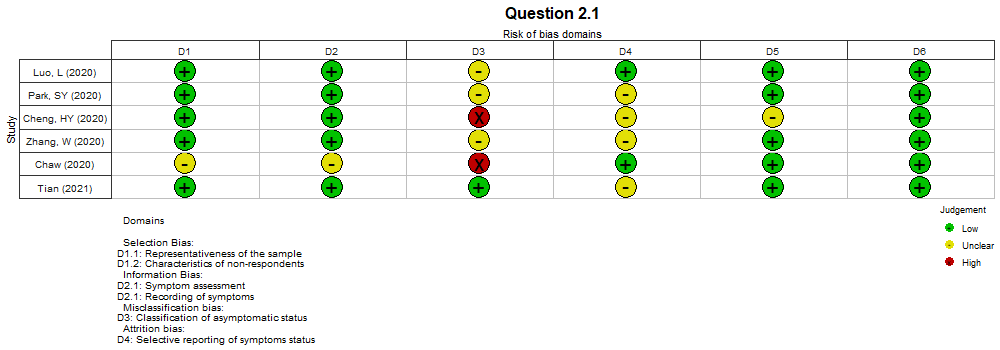 Question 2.1
Risk of bias domains
D1 D2 D3 D4 D5 D6
Study
Luo, L (2020) + + - + + +
Park, SY (2020) + + - - + +
Cheng, HY (2020) + + X - - +
Zhang, W (2020) + + - - + +
Chaw (2020) - - X + + +
Tian (2021) + + + - + +
Domains
Selection Bias:
D1.1: Representativeness of the sample
D1.2: Characteristics of non-respondents
Information Bias:
D2.1: Symptom assessment
D2.1: Recording of symptoms
Misclassification bias:
D3: Classification of asymptomatic status
Attrition bias:
D4: Selective reporting of symptoms status
Judgement
Low
Unclear
High